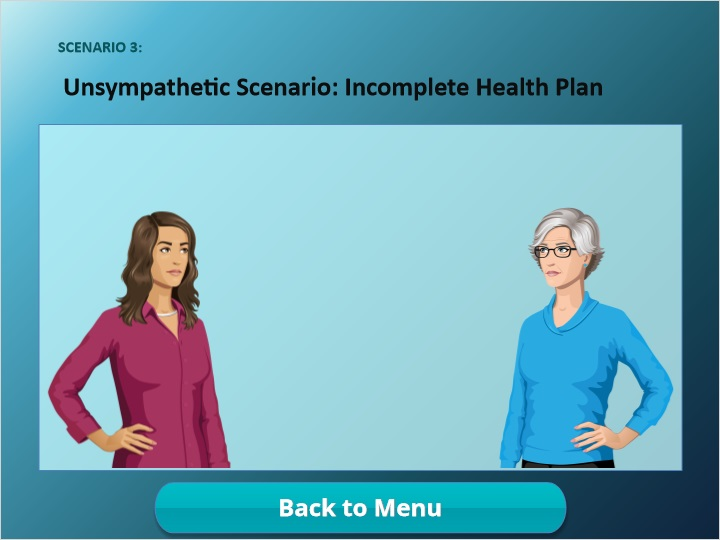 SCENARIO 3:
Unsympathetic Scenario: Incomplete Health Plan
Back to Menu